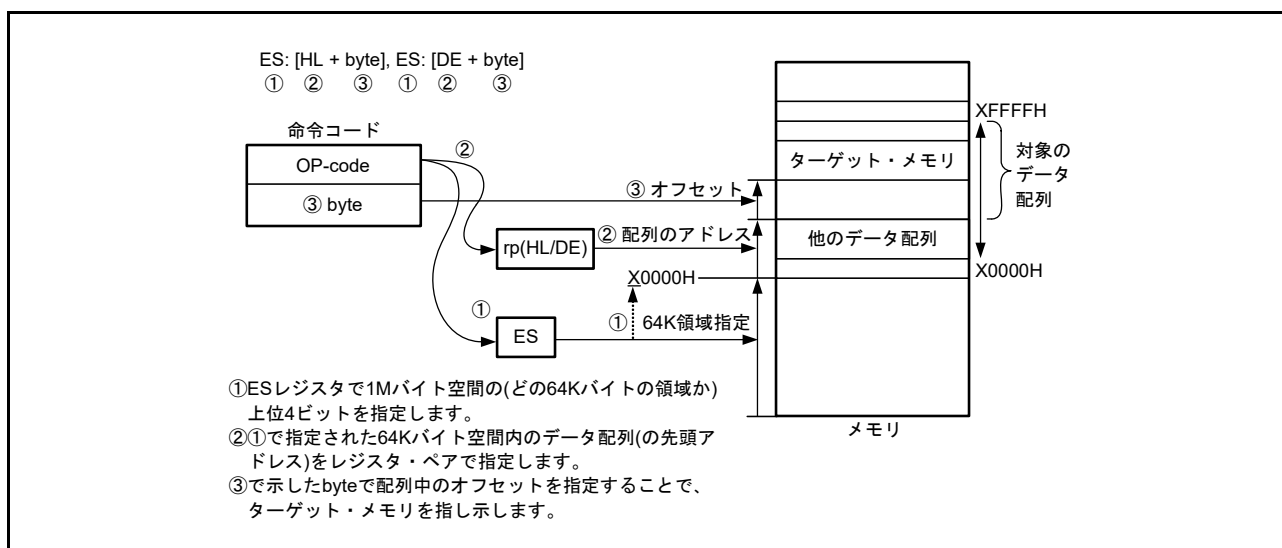 ES: [HL + byte], ES: [DE + byte]
① ② ③ ① ② ③
命令コード
OP-code
③ byte
②
③ オフセット
rp(HL/DE)
② 配列のアドレス
X0000H
①
ES
① 64K領域指定
XFFFFH
ターゲット・メモリ
対象の
データ
配列
他のデータ配列
X0000H
メモリ
①ESレジスタで1Mバイト空間の(どの64Kバイトの領域か)
上位4ビットを指定します。
②①で指定された64Kバイト空間内のデータ配列(の先頭ア
ドレス)をレジスタ・ペアで指定します。
③で示したbyteで配列中のオフセットを指定することで、
ターゲット・メモリを指し示します。